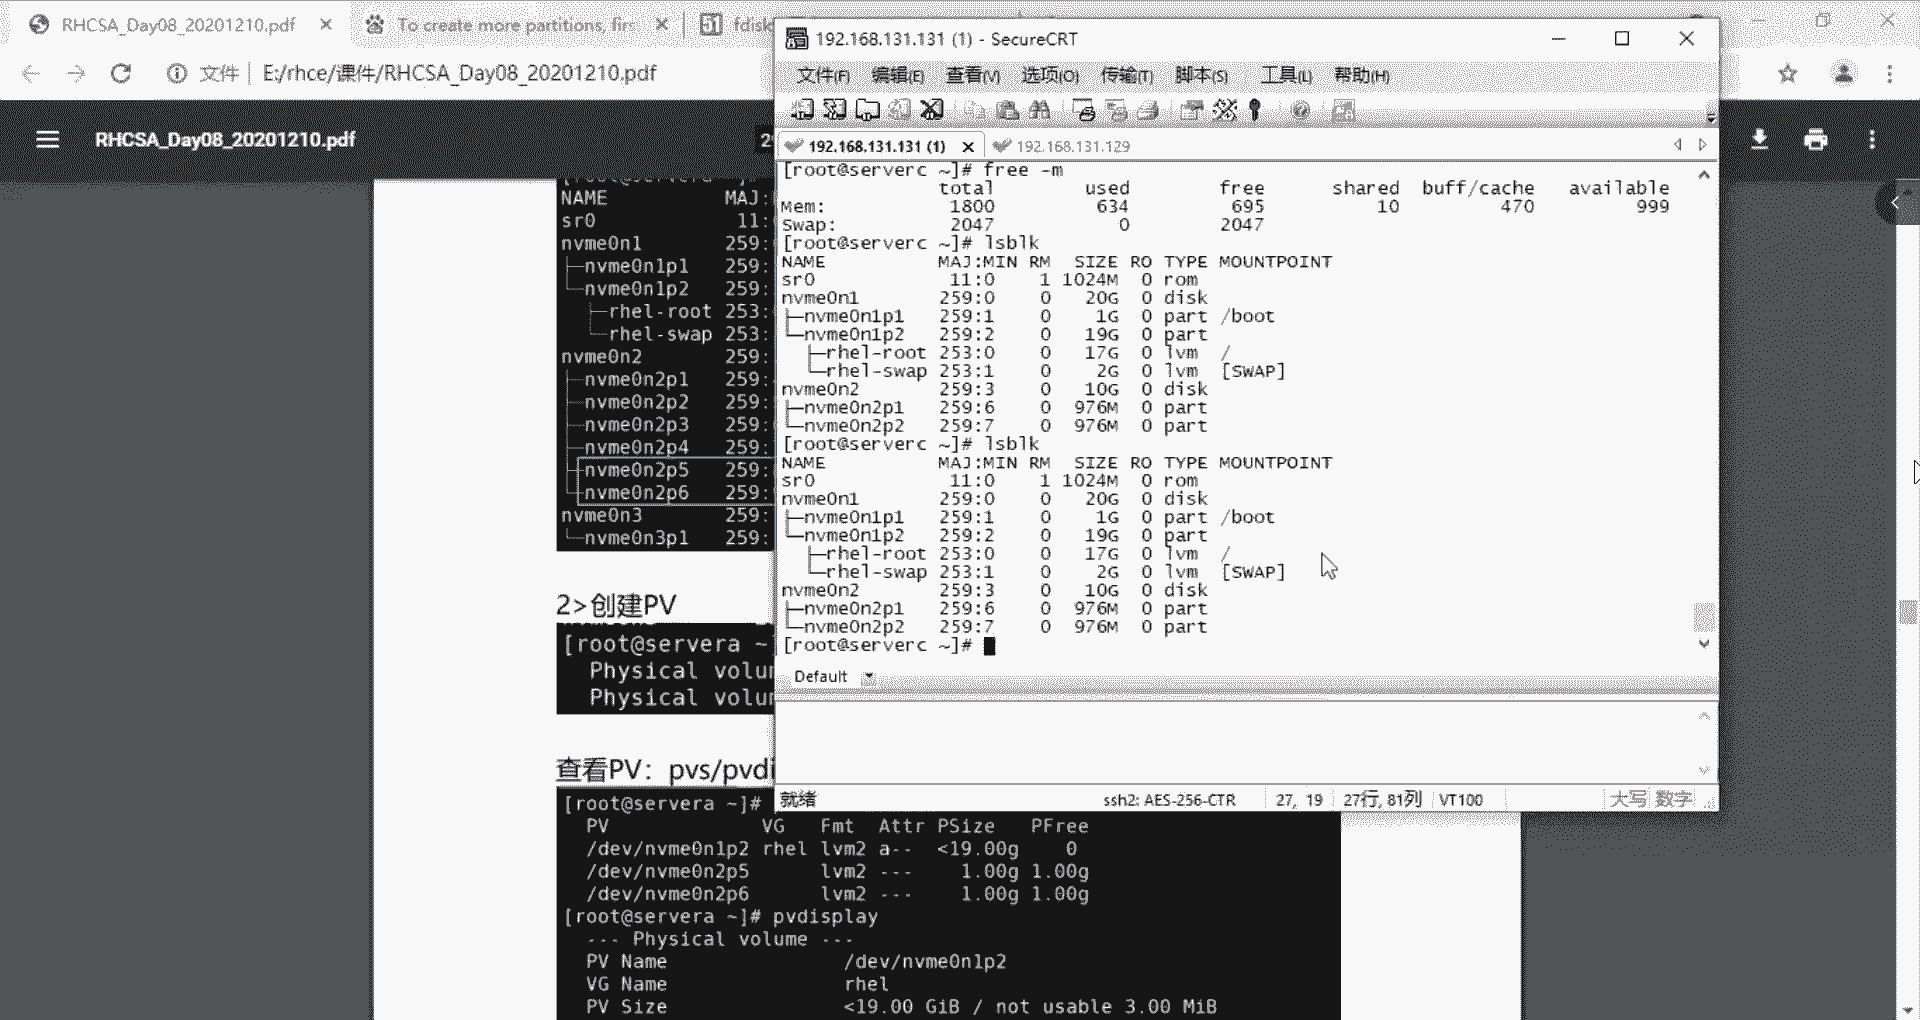 RHCSA_Day08_20201210.pdf
To create more partitions, firs
fdisk
文件
E:/rhce/课件/RHCSA_Day08_20201210.pdf
RHCSA_Day08_20201210.pdf
NAME MAJ:
sr0 11:
nvme0n1 259:
├─nvme0n1p1 259:
└─nvme0n1p2 259:
├─rhel-root 253:
└─rhel-swap 253:
nvme0n2 259:
├─nvme0n2p1 259:
├─nvme0n2p2 259:
├─nvme0n2p3 259:
├─nvme0n2p4 259:
├─nvme0n2p5 259:
└─nvme0n2p6 259:
nvme0n3 259:
└─nvme0n3p1 259:
2>创建PV
[root@servera ~
Physical volu
Physical volu
查看PV：pvs/pvdi
[root@servera ~]#
PV VG Fmt Attr PSize PFree
/dev/nvme0n1p2 rhel lvm2 a-- <19.00g 0
/dev/nvme0n2p5 lvm2 --- 1.00g 1.00g
/dev/nvme0n2p6 lvm2 --- 1.00g 1.00g
[root@servera ~]# pvdisplay
--- Physical volume ---
PV Name /dev/nvme0n1p2
VG Name rhel
PV Size <19.00 GiB / not usable 3.00 MiB
192.168.131.131 (1) - SecureCRT
文件(F) 编辑(E) 查看(V) 选项(O) 传输(T) 脚本(S) 工具(L) 帮助(H)
192.168.131.131 (1)
192.168.131.129
[root@serverc ~]# free -m
total used free shared buff/cache available
Mem: 1800 634 695 10 470 999
Swap: 2047 0 2047
[root@serverc ~]# lsblk
NAME MAJ:MIN RM SIZE RO TYPE MOUNTPOINT
sr0 11:0 1 1024M 0 rom
nvme0n1 259:0 0 20G 0 disk
├─nvme0n1p1 259:1 0 1G 0 part /boot
└─nvme0n1p2 259:2 0 19G 0 part
├─rhel-root 253:0 0 17G 0 lvm /
└─rhel-swap 253:1 0 2G 0 lvm [SWAP]
nvme0n2 259:3 0 10G 0 disk
├─nvme0n2p1 259:6 0 976M 0 part
└─nvme0n2p2 259:7 0 976M 0 part
[root@serverc ~]# lsblk
NAME MAJ:MIN RM SIZE RO TYPE MOUNTPOINT
sr0 11:0 1 1024M 0 rom
nvme0n1 259:0 0 20G 0 disk
├─nvme0n1p1 259:1 0 1G 0 part /boot
└─nvme0n1p2 259:2 0 19G 0 part
├─rhel-root 253:0 0 17G 0 lvm /
└─rhel-swap 253:1 0 2G 0 lvm [SWAP]
nvme0n2 259:3 0 10G 0 disk
├─nvme0n2p1 259:6 0 976M 0 part
└─nvme0n2p2 259:7 0 976M 0 part
[root@serverc ~]#
Default
就绪
ssh2: AES-256-CTR
27, 19
27行, 81列
VT100
大写 数字